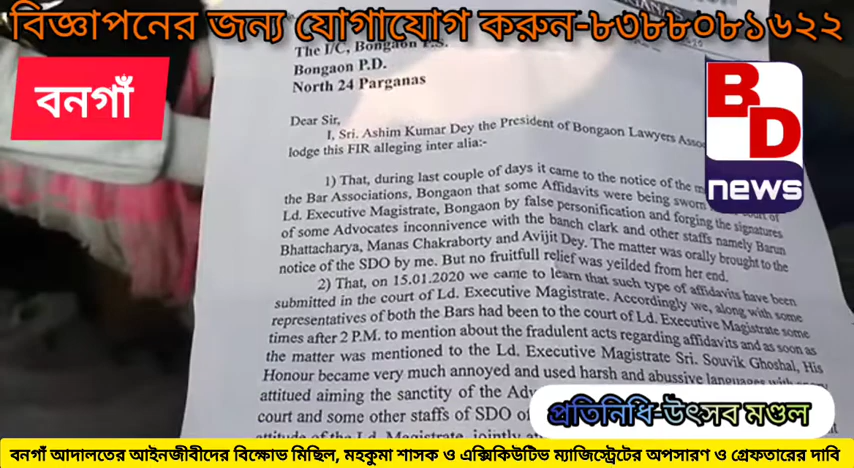 বিজ্ঞাপনের জন্য যোগাযোগ করুন-৮৩৮৮০৮১৬২২
The I/C, Bongaon P.S.
Bongaon P.D.
North 24 Parganas
বনগাঁ
BD
news
Dear Sir,
I, Sri. Ashim Kumar Dey the President of Bongaon Lawyers Asso
lodge this FIR alleging inter alia:-
1) That, during last couple of days it came to the notice of the
the Bar Associations, Bongaon that some Affidavits were being sworn court of
Ld. Executive Magistrate, Bongaon by false personification and forging the signatures
of some Advocates inconnivence with the banch clark and other staffs namely Barun
Bhattacharya, Manas Chakraborty and Avijit Dey. The matter was orally brought to the
notice of the SDO by me. But no fruitfull relief was yeilded from her end.
2) That, on 15.01.2020 we came to learn that such type of affidavits have been
submitted in the court of Ld. Executive Magistrate. Accordingly we, along with some
representatives of both the Bars had been to the court of Ld. Executive Magistrate some
times after 2 P.M. to mention about the fradulent acts regarding affidavits and as soon as
the matter was mentioned to the Ld. Executive Magistrate Sri. Souvik Ghoshal, His
Honour became very much annoyed and used harsh and abussive languages with
attitued aiming the sanctity of the Adv
court and some other staffs of SDO of
attitude of the Ld. Magistrate, jointly
প্রতিনিধি-উৎসব মণ্ডল
বনগাঁ আদালতের আইনজীবীদের বিক্ষোভ মিছিল, মহকুমা শাসক ও এক্সিকিউটিভ ম্যাজিস্ট্রেটের অপসারণ ও গ্রেফতারের দাবি